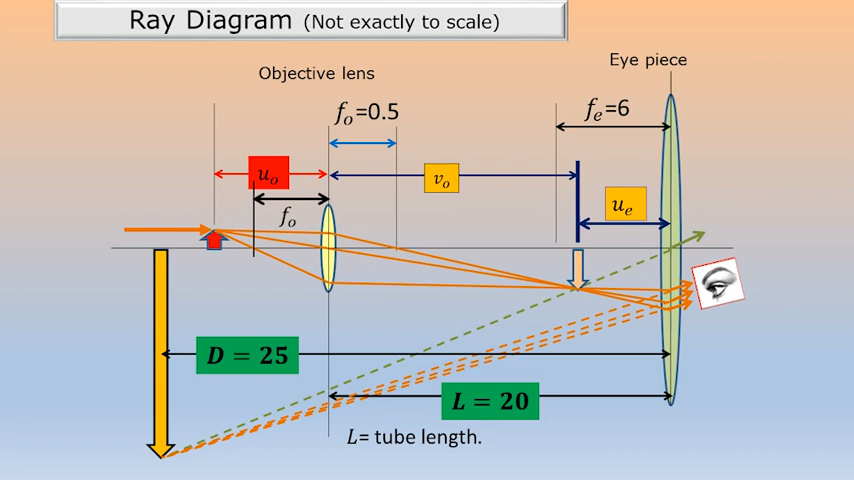 Ray Diagram (Not exactly to scale)
Eye piece
Objective lens
fₒ=0.5
fₑ=6
uₒ
vₒ
uₑ
fₒ
D = 25
L = 20
L= tube length.